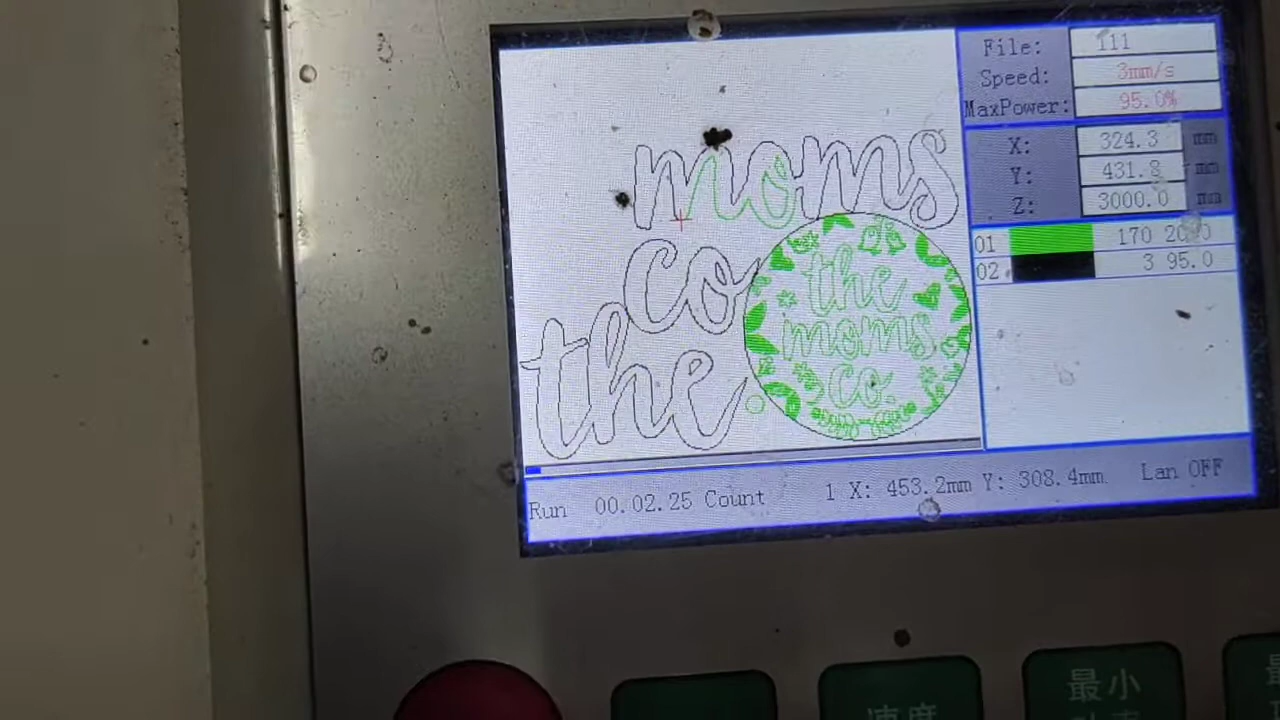 File: 111
Speed: 3mm/s
MaxPower: 95.0%
X: 324.3 mm
Y: 431.8 mm
Z: 3000.0 mm
01 170
02 3 95.0
moms
co
the
the
moms
co.
Run 00.02.25 Count 1 X: 453.2mm Y: 308.4mm Lan OFF
速度
最小